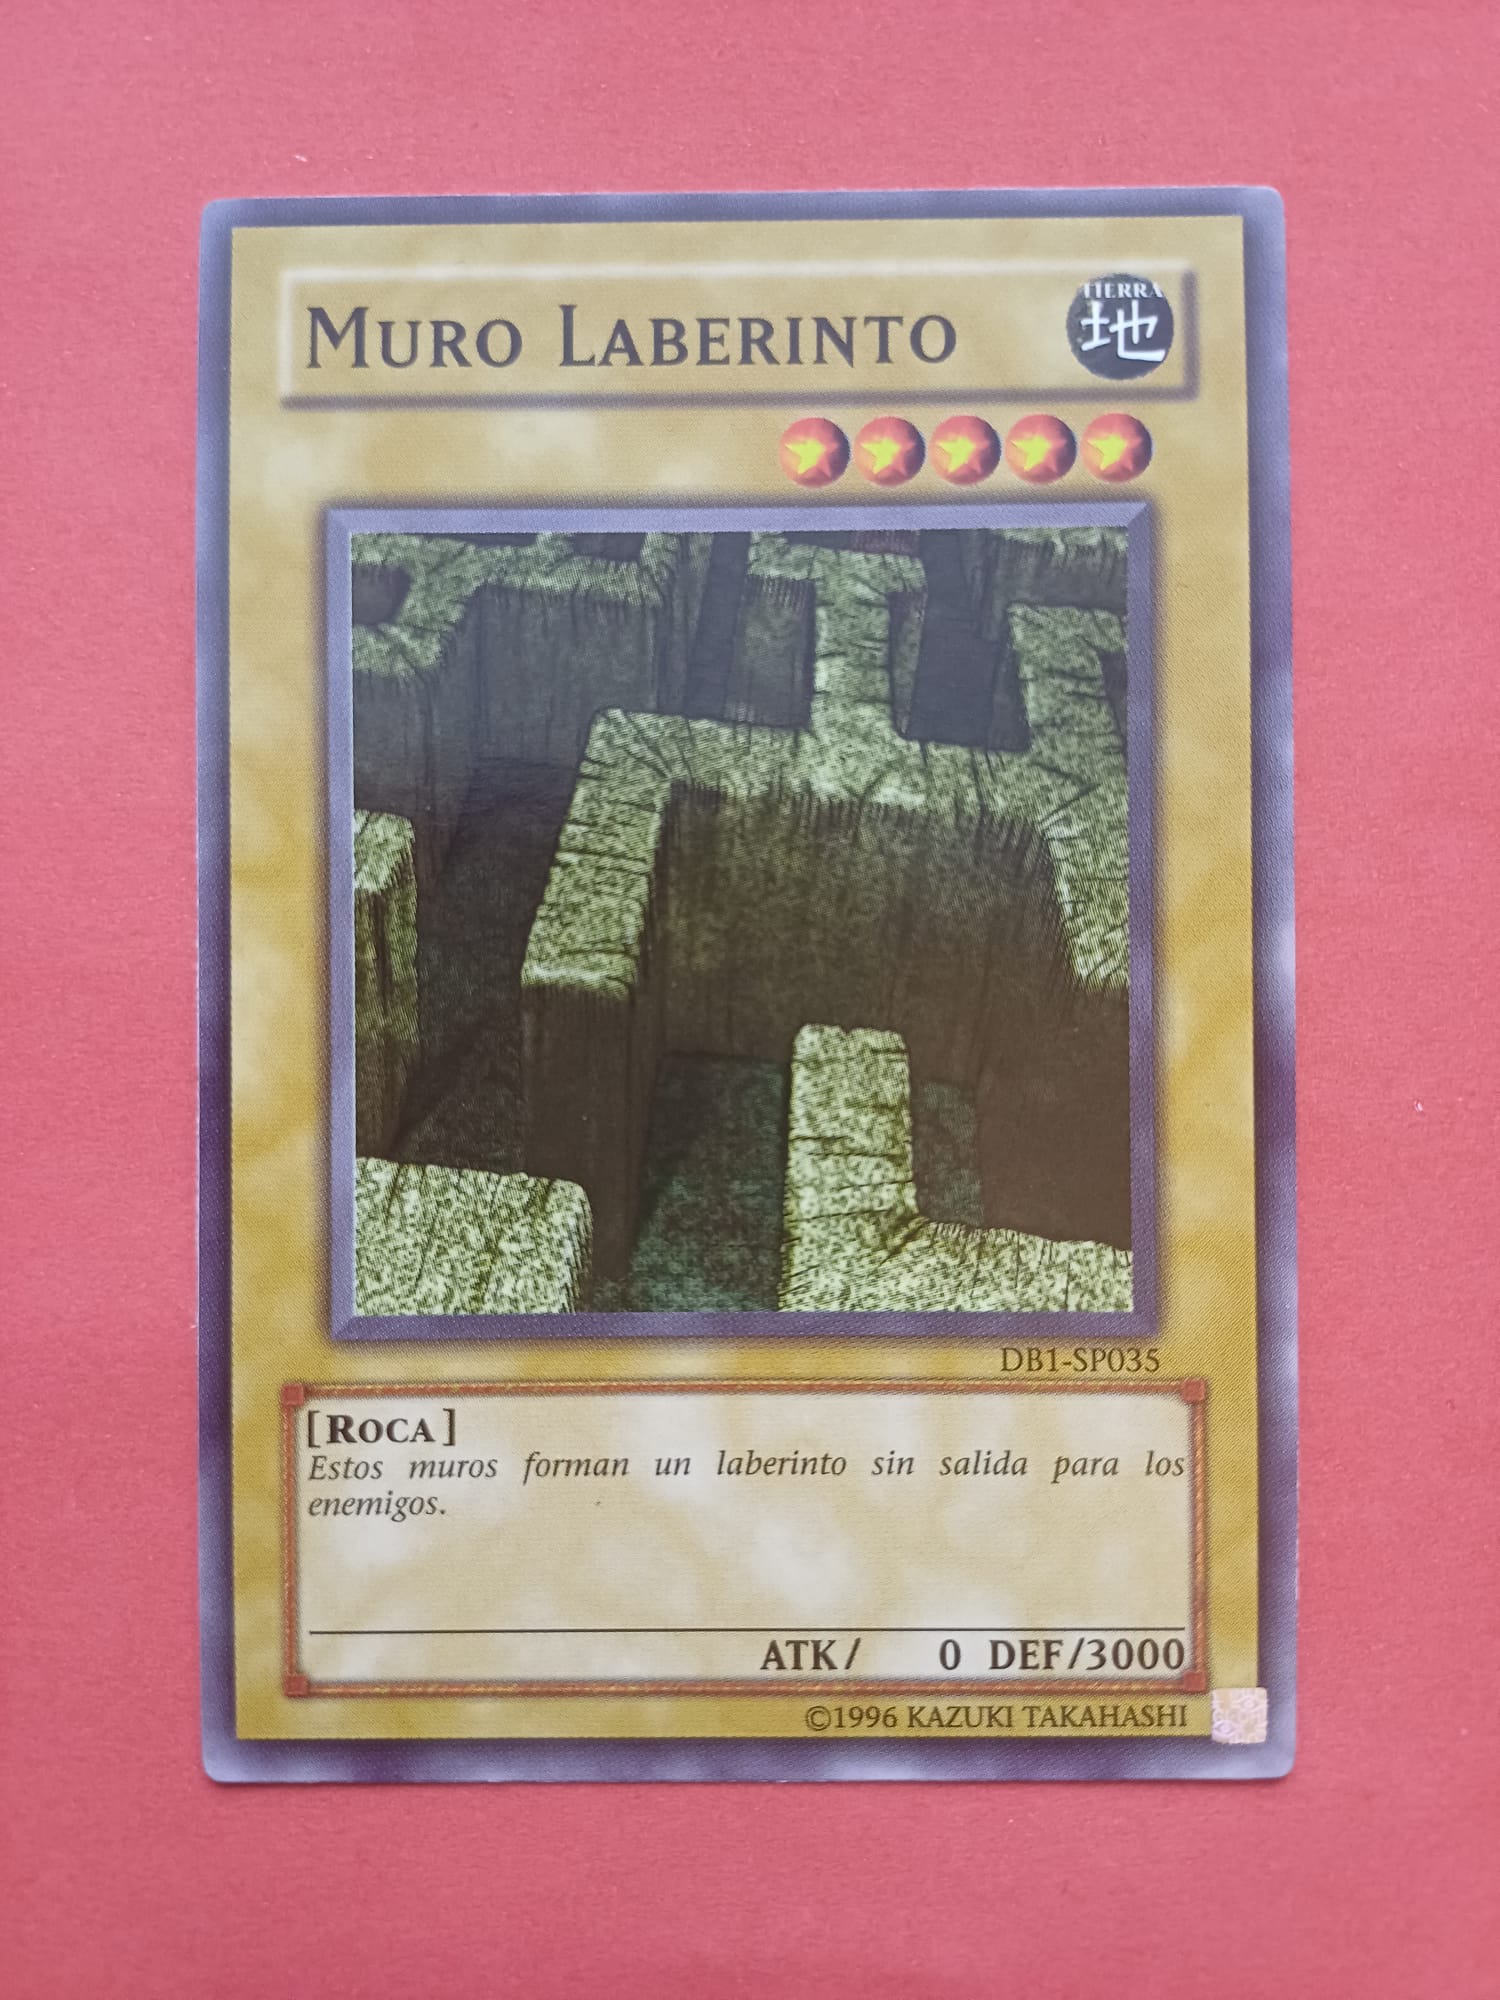 MURO LABERINTO
TIERRA
地
DB1-SP035
[ROCA]
Estos muros forman un laberinto sin salida para los
enemigos.
ATK/ 0 DEF/3000
©1996 KAZUKI TAKAHASHI